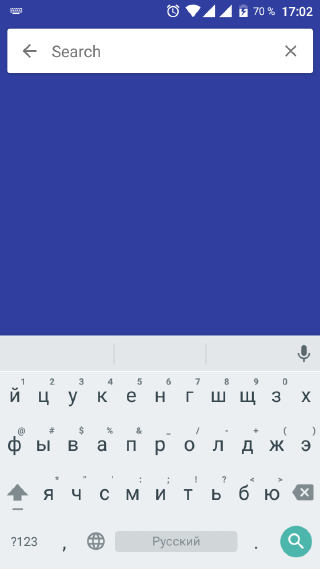 70 % 17:02
Search
1 2 3 4 5 6 7 8 9 0
й ц у к е н г ш щ з х
@ # $ % & _ / - + ( )
ф ы в а п р о л д ж э
* " ' : ; ! ? < >
я ч с м и т ь б ю
?123 , Русский .